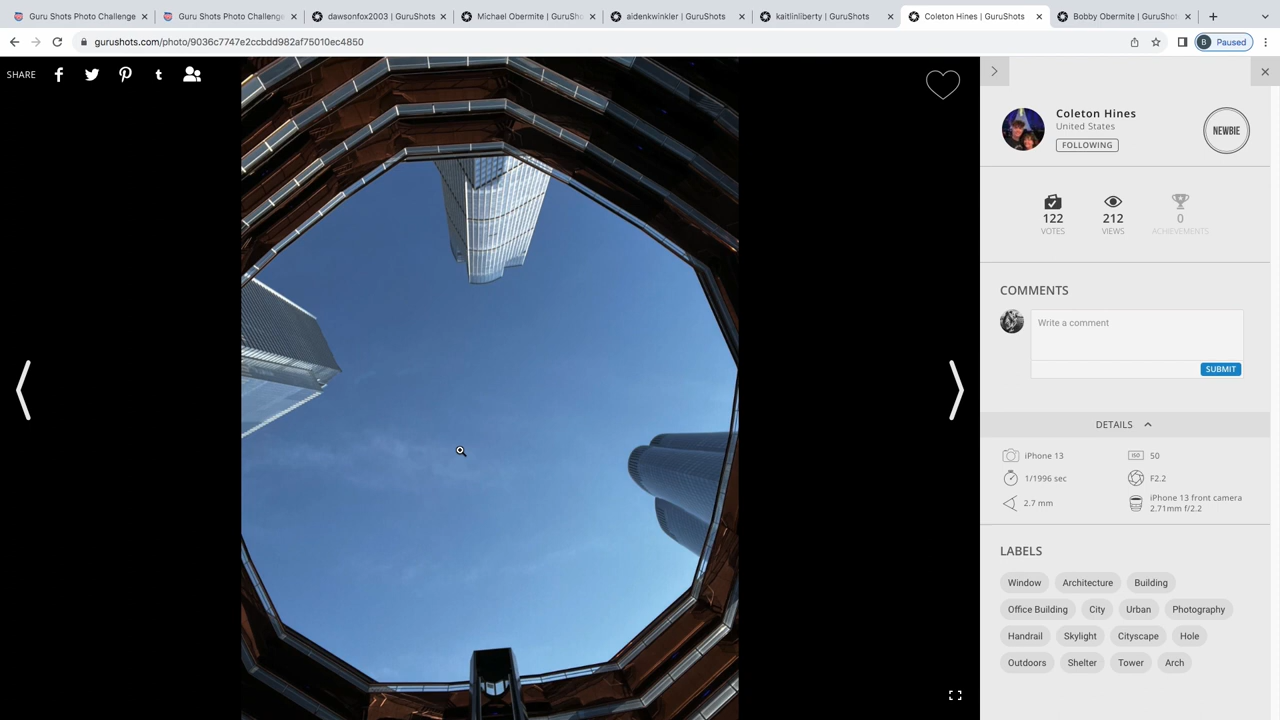 Guru Shots Photo Challenge
Guru Shots Photo Challenge
dawsonfox2003 | GuruShots
Michael Obermite | GuruSh
aidenkwinkler | GuruShots
kaitlinliberty | GuruShots
Coleton Hines | GuruShots
Bobby Obermite | GuruShot
gurushots.com/photo/9036c7747e2ccbdd982af75010ec4850
B Paused
SHARE
Coleton Hines
United States
FOLLOWING
NEWBIE
122
VOTES
212
VIEWS
0
ACHIEVEMENTS
COMMENTS
Write a comment
SUBMIT
DETAILS
iPhone 13
ISO 50
1/1996 sec
F2.2
2.7 mm
iPhone 13 front camera
2.71mm f/2.2
LABELS
Window Architecture Building
Office Building City Urban Photography
Handrail Skylight Cityscape Hole
Outdoors Shelter Tower Arch